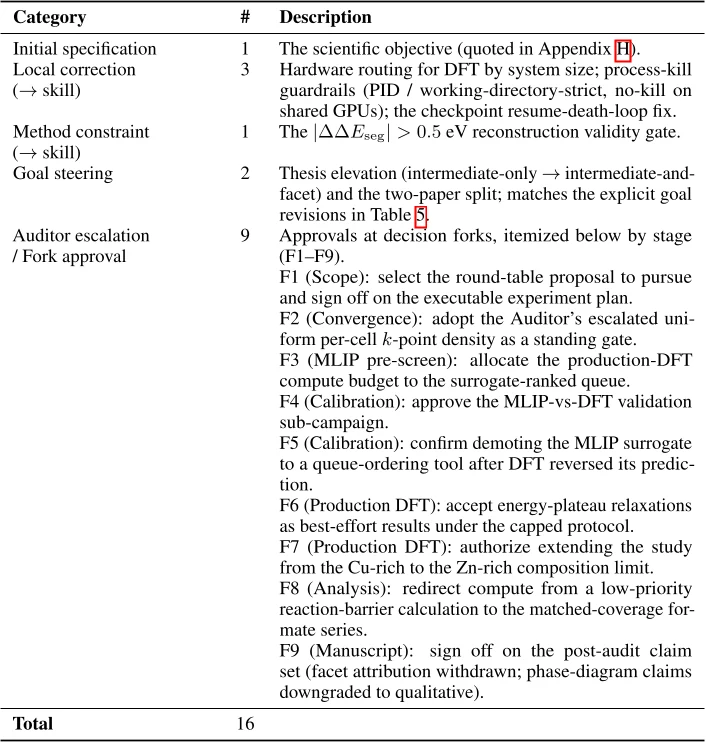 Category # Description
Initial specification 1 The scientific objective (quoted in Appendix H).
Local correction 3 Hardware routing for DFT by system size; process-kill
(→ skill) guardrails (PID / working-directory-strict, no-kill on
shared GPUs); the checkpoint resume-death-loop fix.
Method constraint 1 The |ΔΔE_seg| > 0.5 eV reconstruction validity gate.
(→ skill)
Goal steering 2 Thesis elevation (intermediate-only → intermediate-and-
facet) and the two-paper split; matches the explicit goal
revisions in Table 5.
Auditor escalation 9 Approvals at decision forks, itemized below by stage
/ Fork approval (F1–F9).
F1 (Scope): select the round-table proposal to pursue
and sign off on the executable experiment plan.
F2 (Convergence): adopt the Auditor's escalated uni-
form per-cell k-point density as a standing gate.
F3 (MLIP pre-screen): allocate the production-DFT
compute budget to the surrogate-ranked queue.
F4 (Calibration): approve the MLIP-vs-DFT validation
sub-campaign.
F5 (Calibration): confirm demoting the MLIP surrogate
to a queue-ordering tool after DFT reversed its predic-
tion.
F6 (Production DFT): accept energy-plateau relaxations
as best-effort results under the capped protocol.
F7 (Production DFT): authorize extending the study
from the Cu-rich to the Zn-rich composition limit.
F8 (Analysis): redirect compute from a low-priority
reaction-barrier calculation to the matched-coverage for-
mate series.
F9 (Manuscript): sign off on the post-audit claim
set (facet attribution withdrawn; phase-diagram claims
downgraded to qualitative).
Total 16